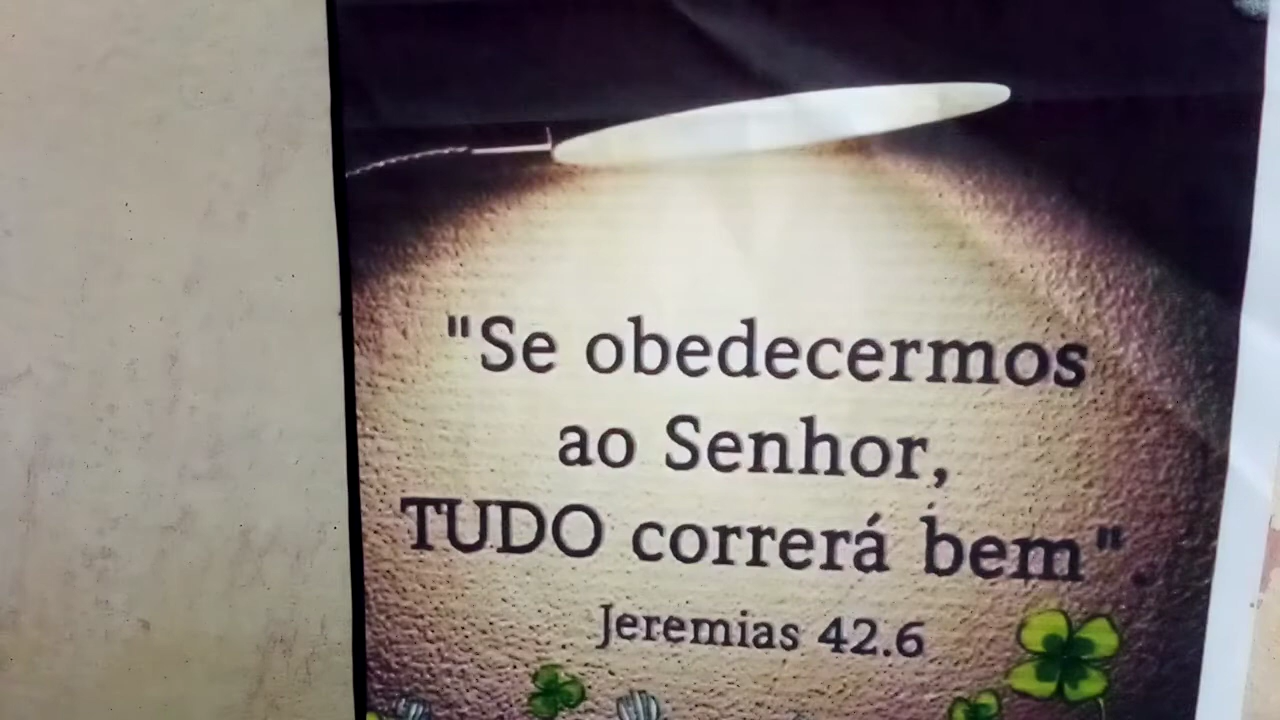 "Se obedecermos
ao Senhor,
TUDO correrá bem".
Jeremias 42.6